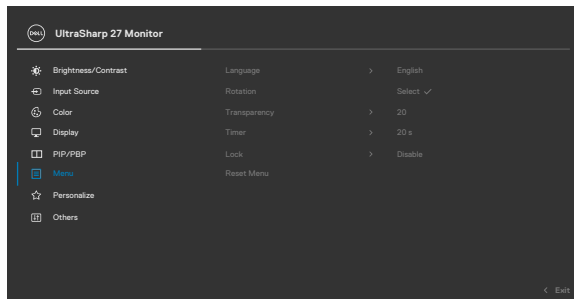 DELL UltraSharp 27 Monitor
Brightness/Contrast Language > English
Input Source Rotation Select ✓
Color Transparency > 20
Display Timer > 20 s
PIP/PBP Lock > Disable
Menu Reset Menu
Personalize
Others
< Exit